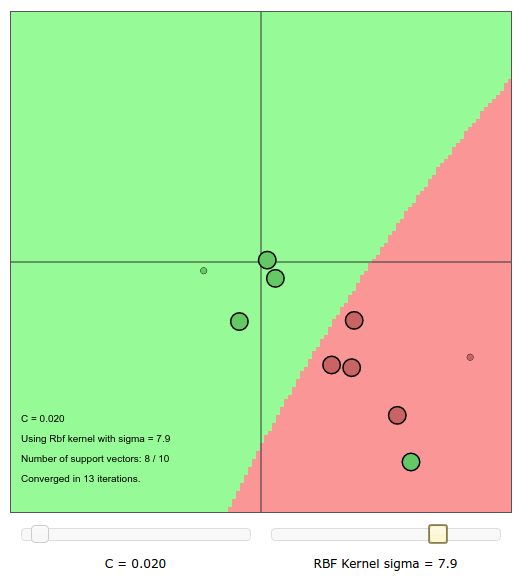 C = 0.020
Using Rbf kernel with sigma = 7.9
Number of support vectors: 8 / 10
Converged in 13 iterations.
C = 0.020
RBF Kernel sigma = 7.9